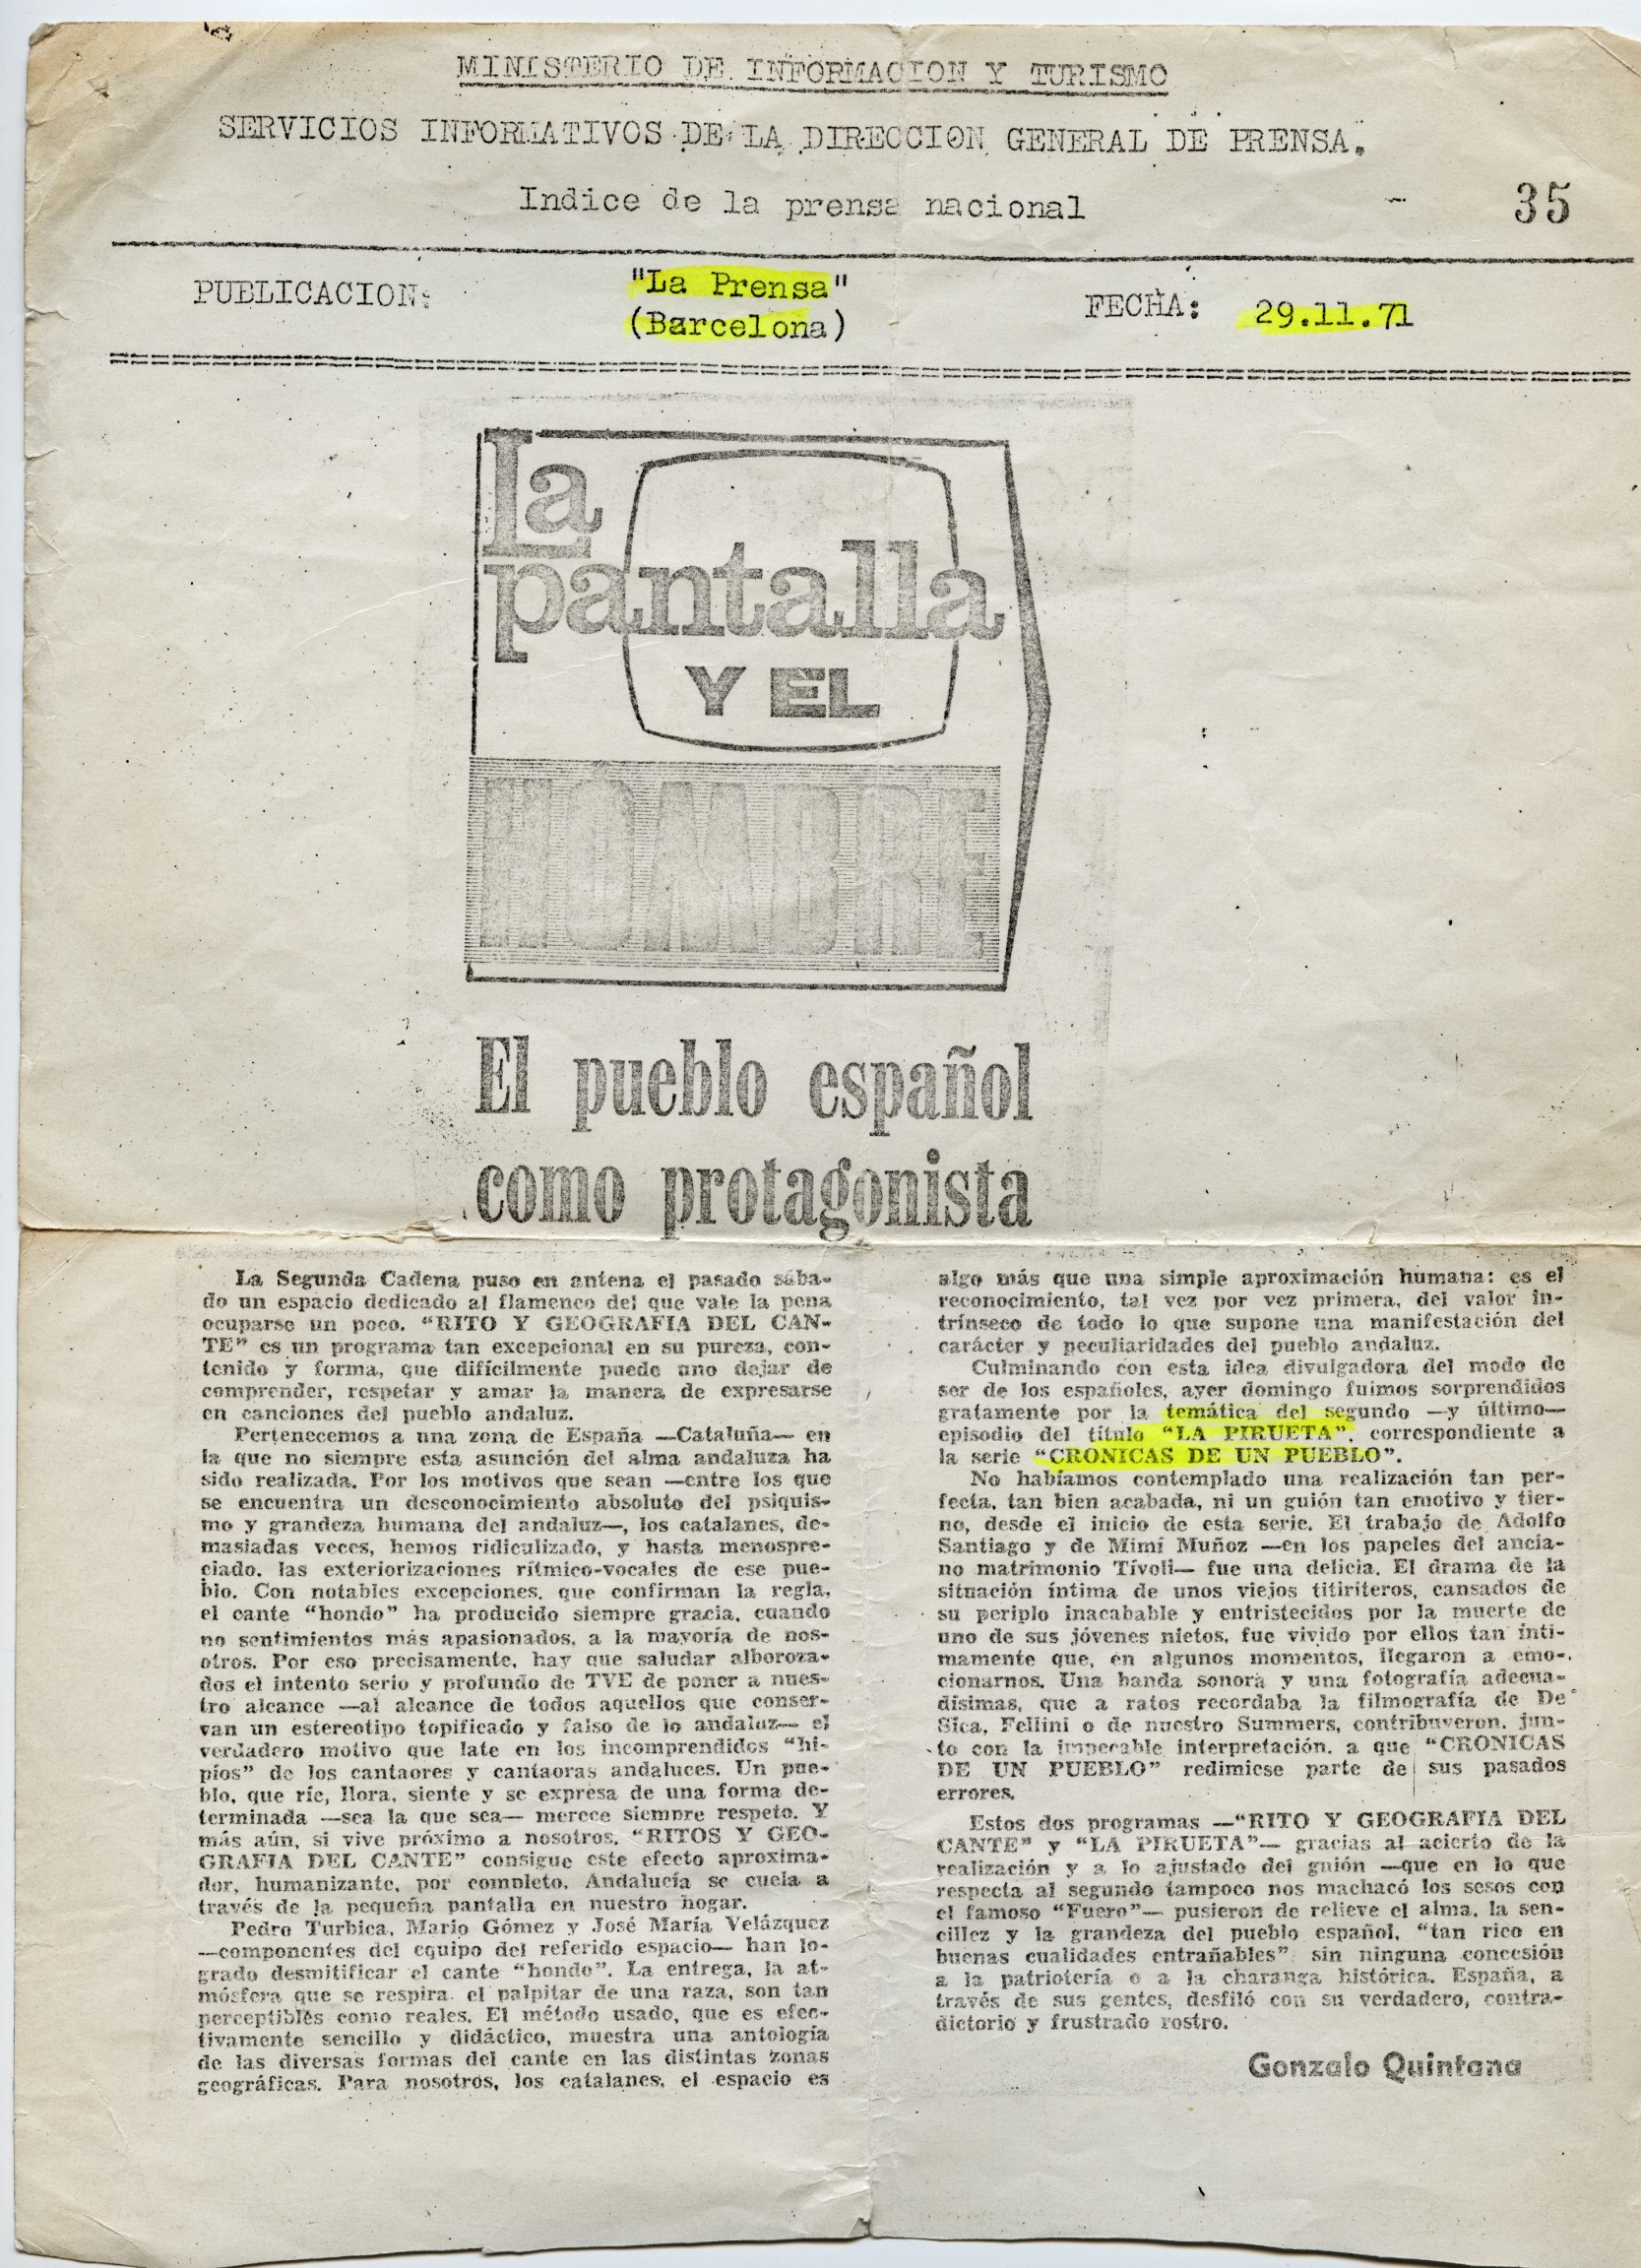 MINISTERIO DE INFORMACION Y TURISMO
SERVICIOS INFORMATIVOS DE LA DIRECCION GENERAL DE PRENSA.
Indice de la prensa nacional
35
PUBLICACION:
"La Prensa"
(Barcelona)
FECHA:
29.11.71
La
pantalla
Y EL
HOMBRE
El pueblo español
como protagonista
La Segunda Cadena puso en antena el pasado sába-
do un espacio dedicado al flamenco del que vale la pena
ocuparse un poco. “RITO Y GEOGRAFIA DEL CAN-
TE” es un programa tan excepcional en su pureza, con-
tenido y forma, que difícilmente puede uno dejar de
comprender, respetar y amar la manera de expresarse
en canciones del pueblo andaluz.
Pertenecemos a una zona de España —Cataluña— en
la que no siempre esta asunción del alma andaluza ha
sido realizada. Por los motivos que sean —entre los que
se encuentra un desconocimiento absoluto del psiquis-
mo y grandeza humana del andaluz—, los catalanes, de-
masiadas veces, hemos ridiculizado, y hasta menospre-
ciado, las exteriorizaciones rítmico-vocales de ese pue-
blo. Con notables excepciones, que confirman la regla,
el cante “hondo” ha producido siempre gracia, cuando
no sentimientos más apasionados, a la mayoría de nos-
otros. Por eso precisamente, hay que saludar alboroza-
dos el intento serio y profundo de TVE de poner a nues-
tro alcance —al alcance de todos aquellos que conser-
van un estereotipo topificado y falso de lo andaluz— el
verdadero motivo que late en los incomprendidos “hi-
píos” de los cantaores y cantaoras andaluces. Un pue-
blo, que ríe, llora, siente y se expresa de una forma de-
terminada —sea la que sea— merece siempre respeto. Y
más aún, si vive próximo a nosotros. “RITOS Y GEO-
GRAFIA DEL CANTE” consigue este efecto aproxima-
dor, humanizante, por completo. Andalucía se cuela a
través de la pequeña pantalla en nuestro hogar.
Pedro Turbica, Mario Gómez y José María Velázquez
—componentes del equipo del referido espacio— han lo-
grado desmitificar el cante “hondo”. La entrega, la at-
mósfera que se respira, el palpitar de una raza, son tan
perceptibles como reales. El método usado, que es efec-
tivamente sencillo y didáctico, muestra una antología
de las diversas formas del cante en las distintas zonas
geográficas. Para nosotros, los catalanes, el espacio es
algo más que una simple aproximación humana: es el
reconocimiento, tal vez por vez primera, del valor in-
trínseco de todo lo que supone una manifestación del
carácter y peculiaridades del pueblo andaluz.
Culminando con esta idea divulgadora del modo de
ser de los españoles, ayer domingo fuimos sorprendidos
gratamente por la temática del segundo —y último—
episodio del título “LA PIRUETA”, correspondiente a
la serie “CRONICAS DE UN PUEBLO”.
No habíamos contemplado una realización tan per-
fecta, tan bien acabada, ni un guión tan emotivo y tier-
no, desde el inicio de esta serie. El trabajo de Adolfo
Santiago y de Mimí Muñoz —en los papeles del ancia-
no matrimonio Tívoli— fue una delicia. El drama de la
situación íntima de unos viejos titiriteros, cansados de
su periplo inacabable y entristecidos por la muerte de
uno de sus jóvenes nietos, fue vivido por ellos tan ínti-
mamente que, en algunos momentos, llegaron a emo-
cionarnos. Una banda sonora y una fotografía adecua-
dísimas, que a ratos recordaba la filmografía de De
Sica, Fellini o de nuestro Summers, contribuyeron, jun-
to con la impecable interpretación, a que “CRONICAS
DE UN PUEBLO” redimiese parte de sus pasados
errores.
Estos dos programas —“RITO Y GEOGRAFIA DEL
CANTE” y “LA PIRUETA”— gracias al acierto de la
realización y a lo ajustado del guión —que en lo que
respecta al segundo tampoco nos machacó los sesos con
el famoso “Fuero”— pusieron de relieve el alma, la sen-
cillez y la grandeza del pueblo español, “tan rico en
buenas cualidades entrañables” sin ninguna concesión
a la patriotería o a la charanga histórica. España, a
través de sus gentes, desfiló con su verdadero, contra-
dictorio y frustrado rostro.
Gonzalo Quintana